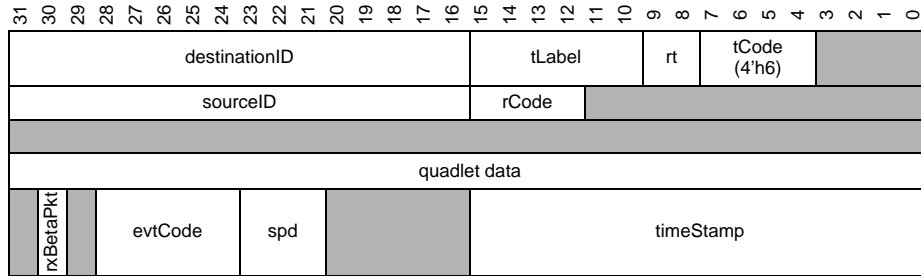 31 30 29 28 27 26 25 24 23 22 21 20 19 18 17 16 15 14 13 12 11 10 9 8 7 6 5 4 3 2 1 0
destinationID tLabel rt tCode
(4'h6)
sourceID rCode
quadlet data
rxBetaPkt evtCode spd timeStamp